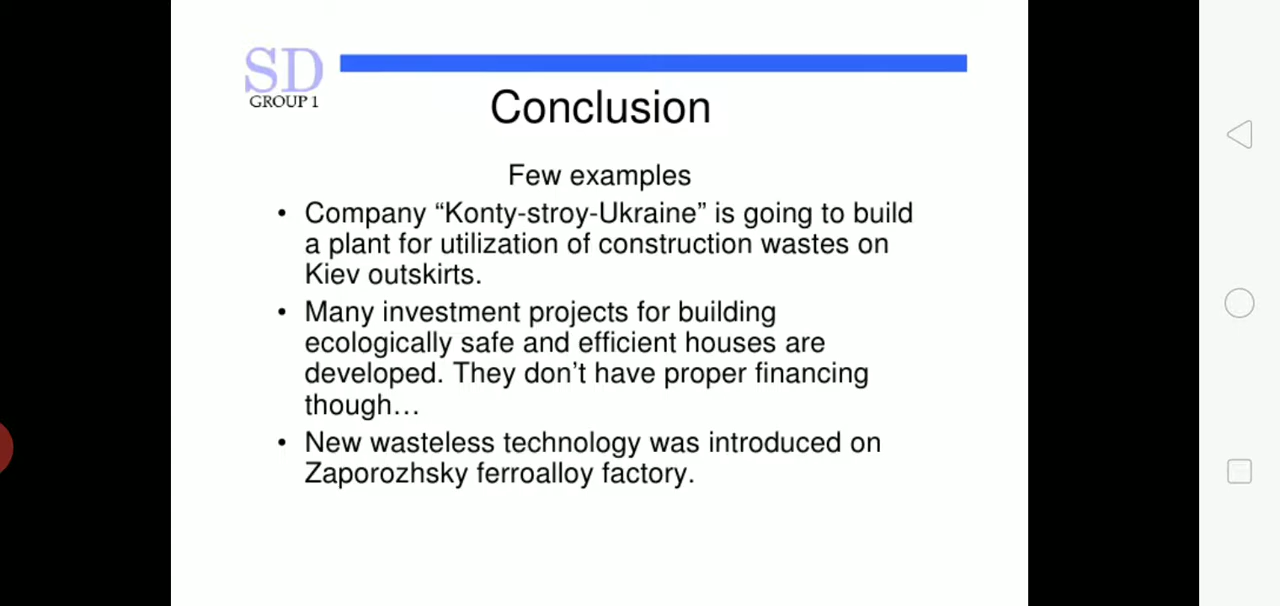 SD
GROUP 1
Conclusion
Few examples
• Company “Konty-stroy-Ukraine” is going to build
a plant for utilization of construction wastes on
Kiev outskirts.
• Many investment projects for building
ecologically safe and efficient houses are
developed. They don’t have proper financing
though…
• New wasteless technology was introduced on
Zaporozhsky ferroalloy factory.